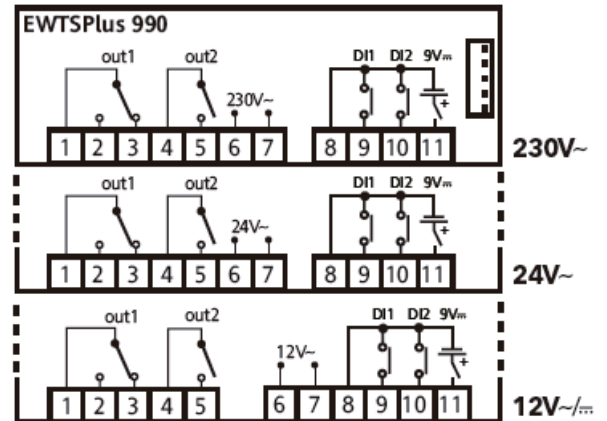 EWTSPlus 990
out1 out2 DI1 DI2 9V⎓
230V~
+
1 2 3 4 5 6 7 8 9 10 11 230V~
out1 out2 DI1 DI2 9V⎓
24V~
+
1 2 3 4 5 6 7 8 9 10 11 24V~
out1 out2 DI1 DI2 9V⎓
12V~
+
1 2 3 4 5 6 7 8 9 10 11 12V~/⎓